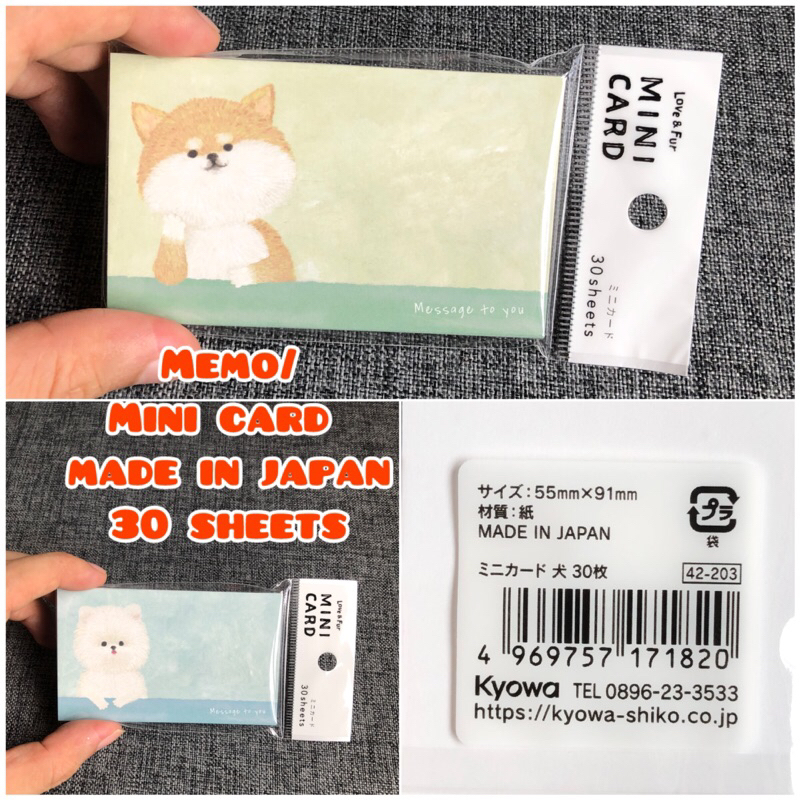 Love & Fur
MINI
CARD
ミニカード
30sheets
Message to you
MEMO/
MINI CARD
MADE IN JAPAN
30 SHEETS
Love & Fur
MINI
CARD
ミニカード
30sheets
Message to you
サイズ:55mm×91mm
材質:紙
MADE IN JAPAN
プラ
袋
ミニカード 犬 30枚
42-203
4 969757 171820
Kyowa TEL 0896-23-3533
https://kyowa-shiko.co.jp